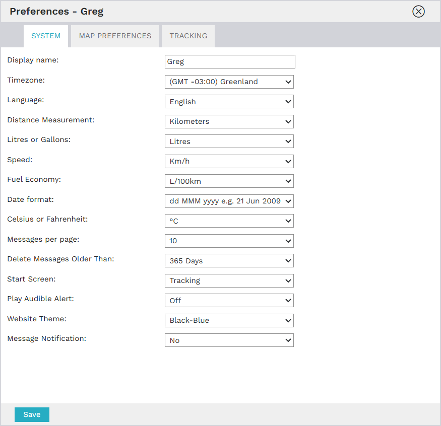 Preferences - Greg
SYSTEM MAP PREFERENCES TRACKING
Display name: Greg
Timezone: (GMT -03:00) Greenland
Language: English
Distance Measurement: Kilometers
Litres or Gallons: Litres
Speed: Km/h
Fuel Economy: L/100km
Date format: dd MMM yyyy e.g. 21 Jun 2009
Celsius or Fahrenheit: °C
Messages per page: 10
Delete Messages Older Than: 365 Days
Start Screen: Tracking
Play Audible Alert: Off
Website Theme: Black-Blue
Message Notification: No
Save